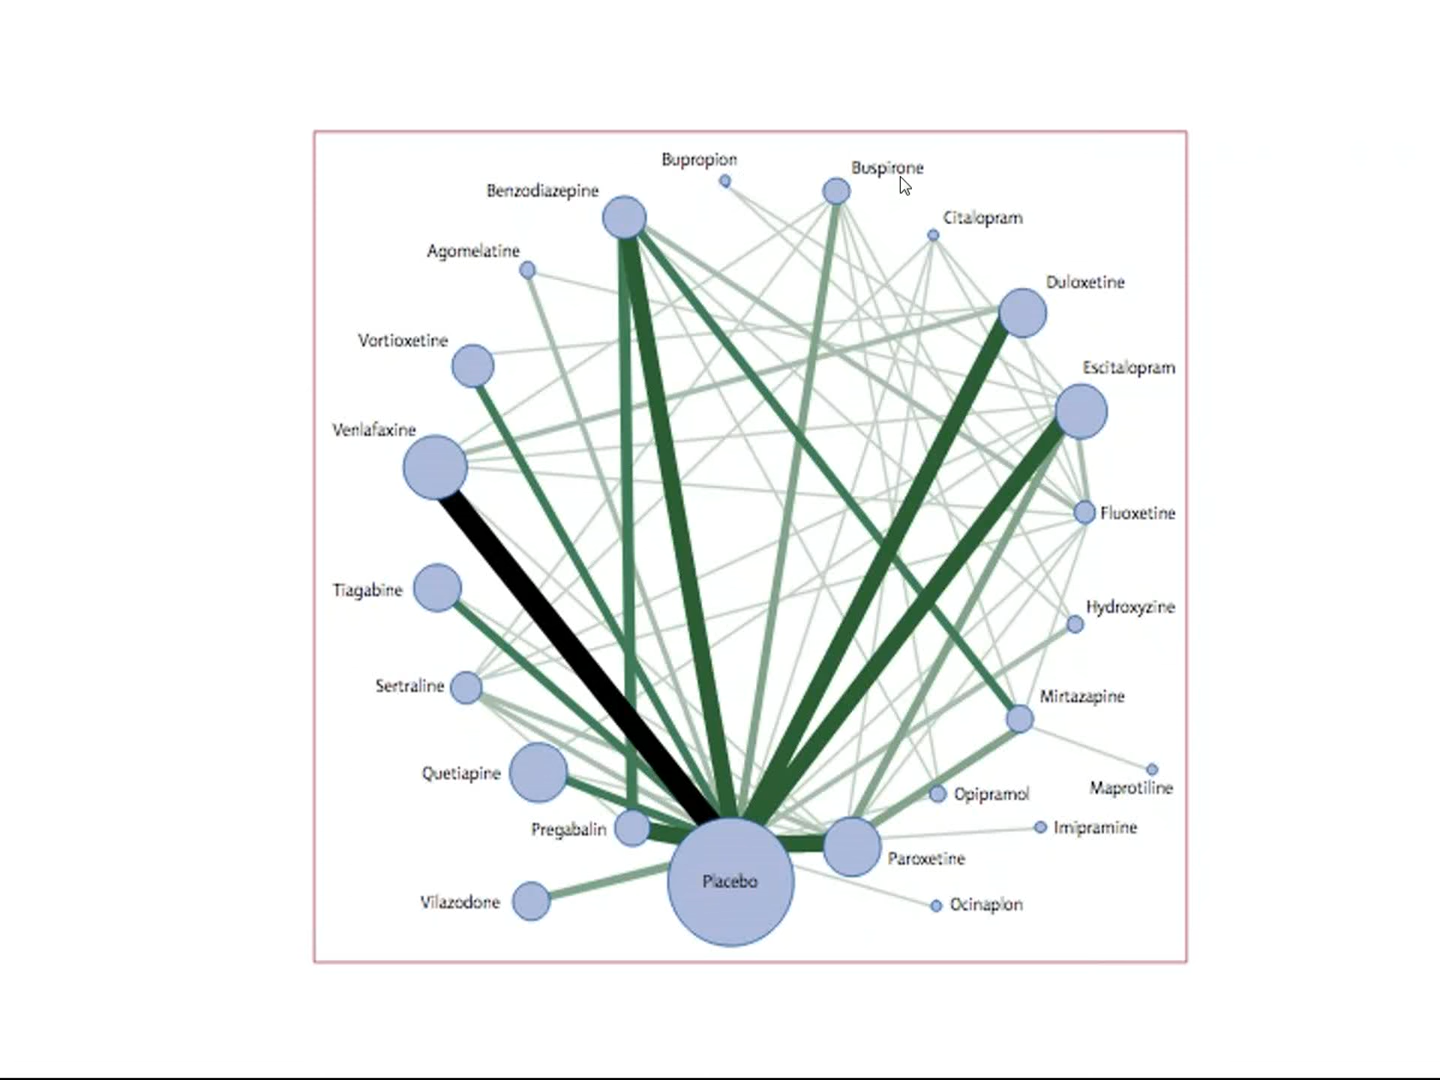 Bupropion
Buspirone
Benzodiazepine
Citalopram
Agomelatine
Duloxetine
Vortioxetine
Escitalopram
Venlafaxine
Fluoxetine
Tiagabine
Hydroxyzine
Sertraline
Mirtazapine
Quetiapine
Maprotiline
Opipramol
Pregabalin
Imipramine
Paroxetine
Placebo
Vilazodone
Ocinaplon